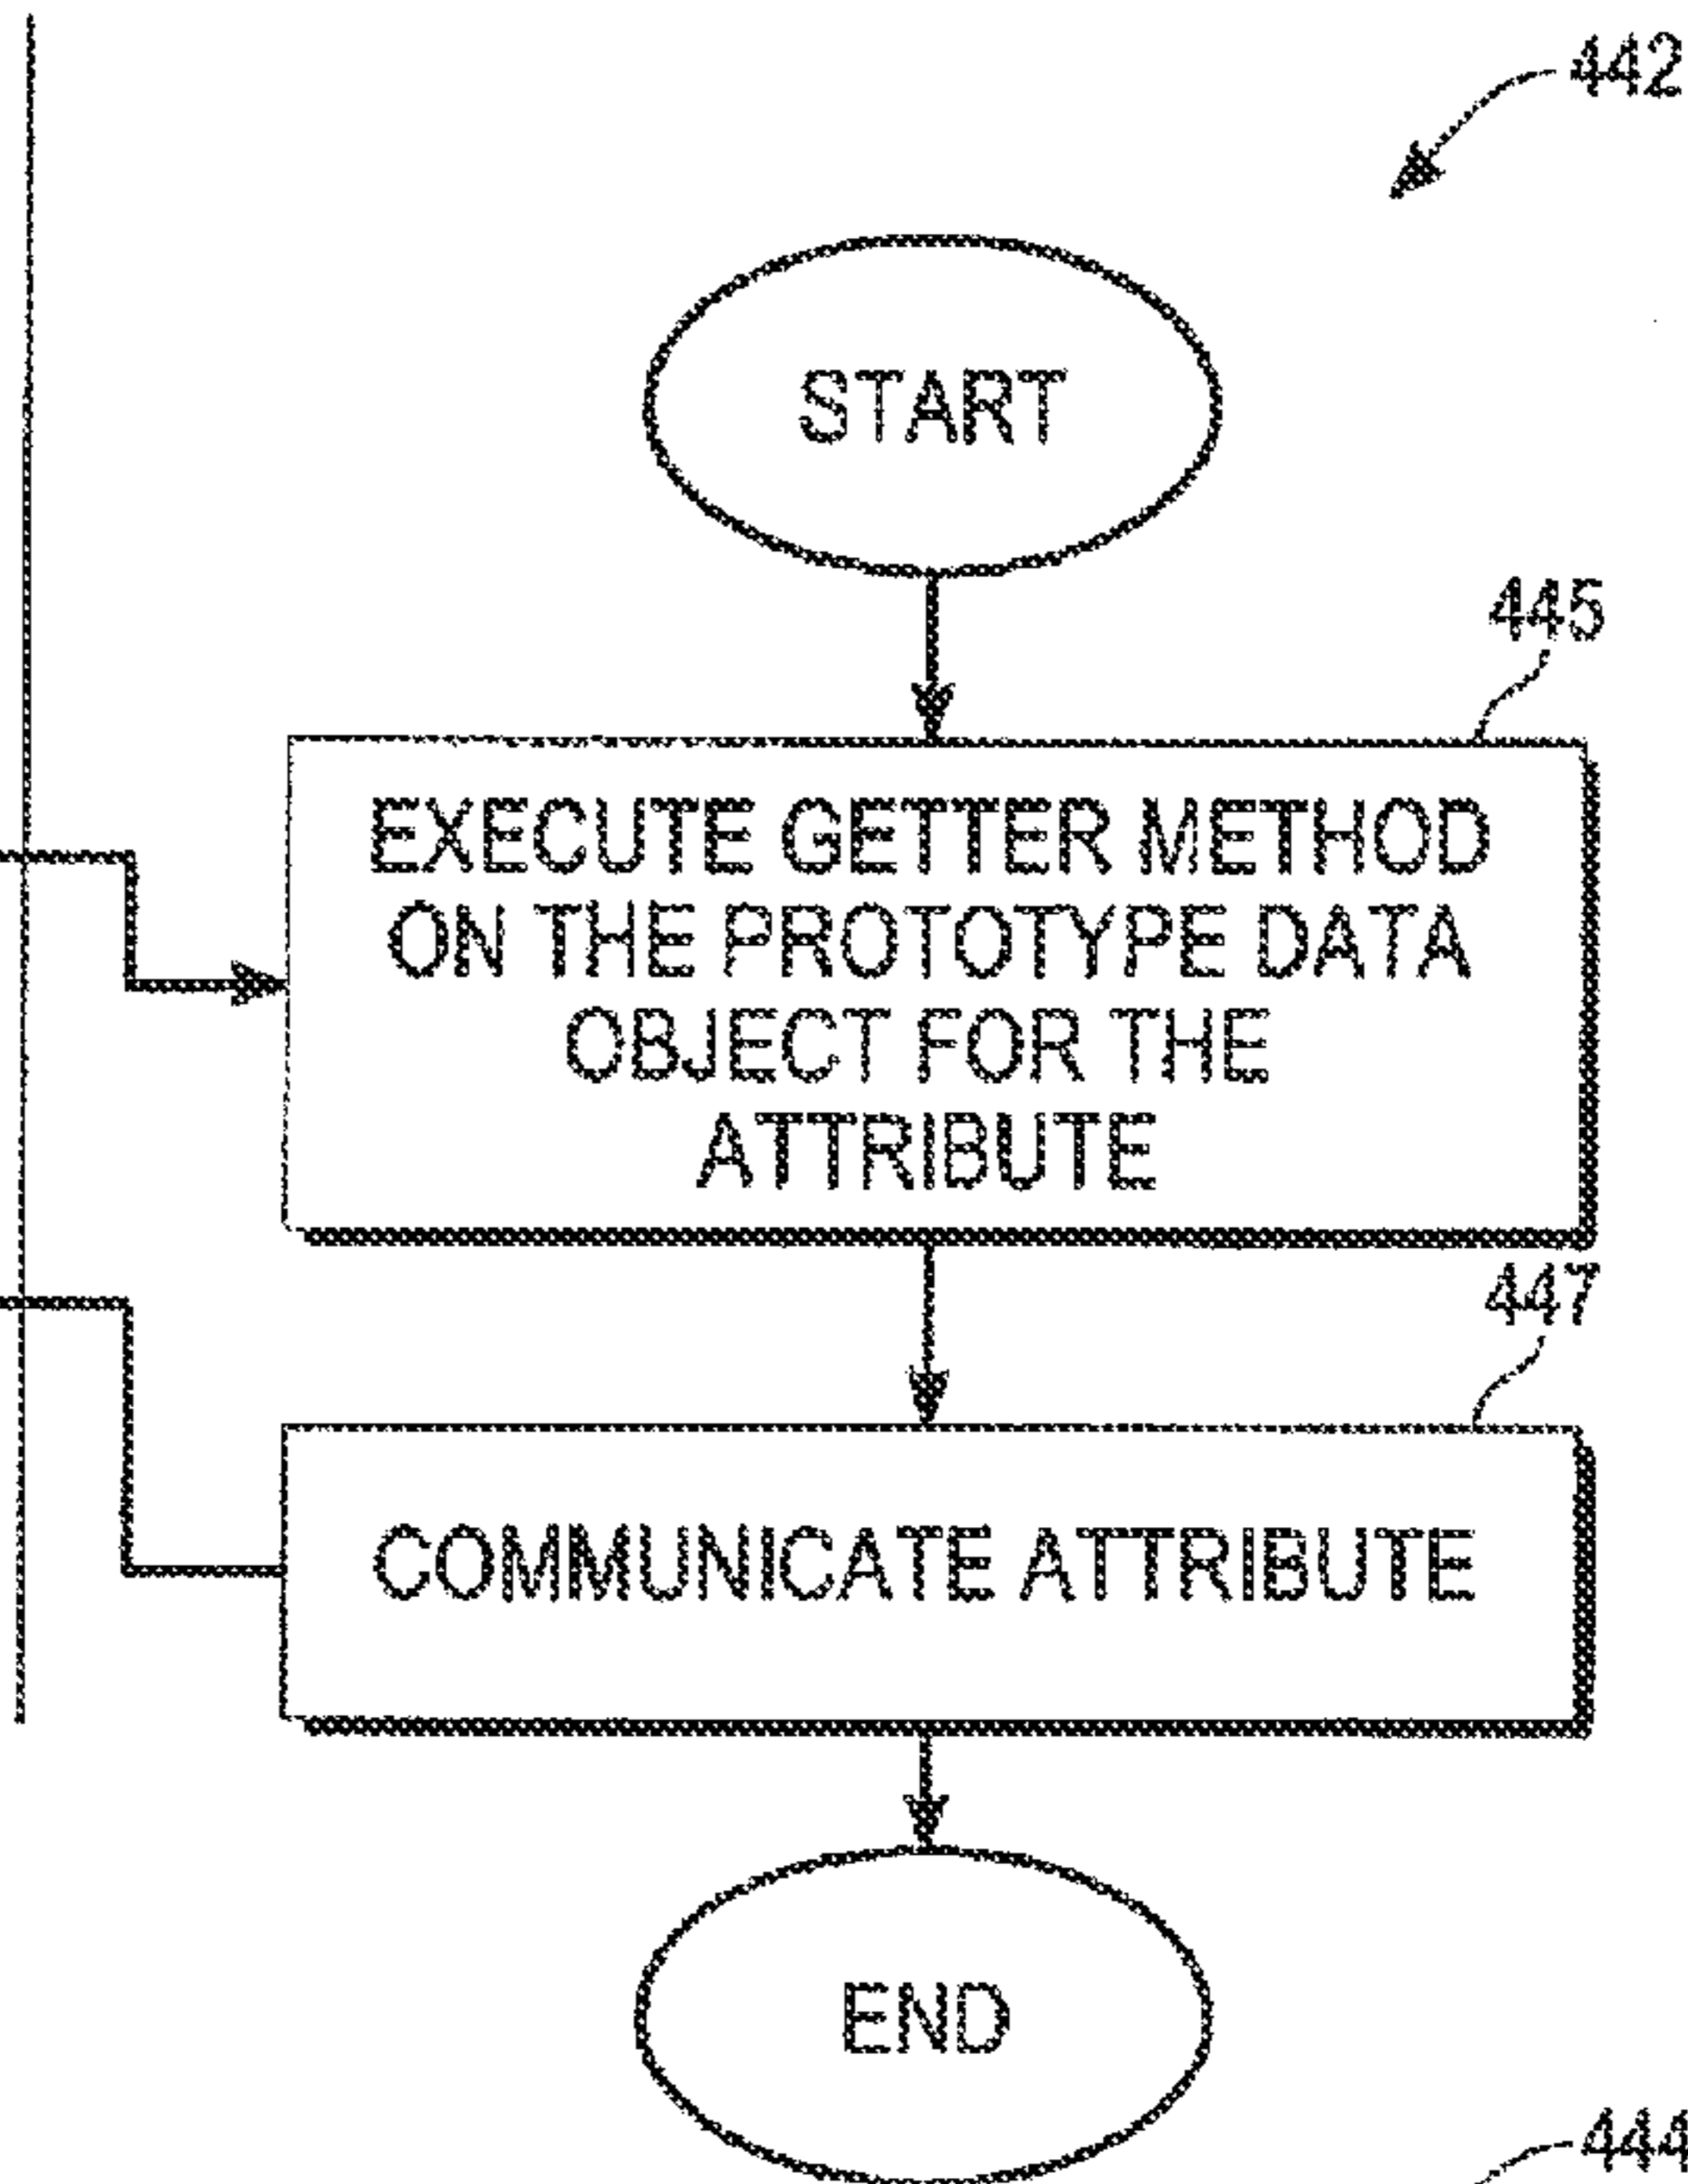 442
START
445
EXECUTE GETTER METHOD
ON THE PROTOTYPE DATA
OBJECT FOR THE
ATTRIBUTE
447
COMMUNICATE ATTRIBUTE
END
444